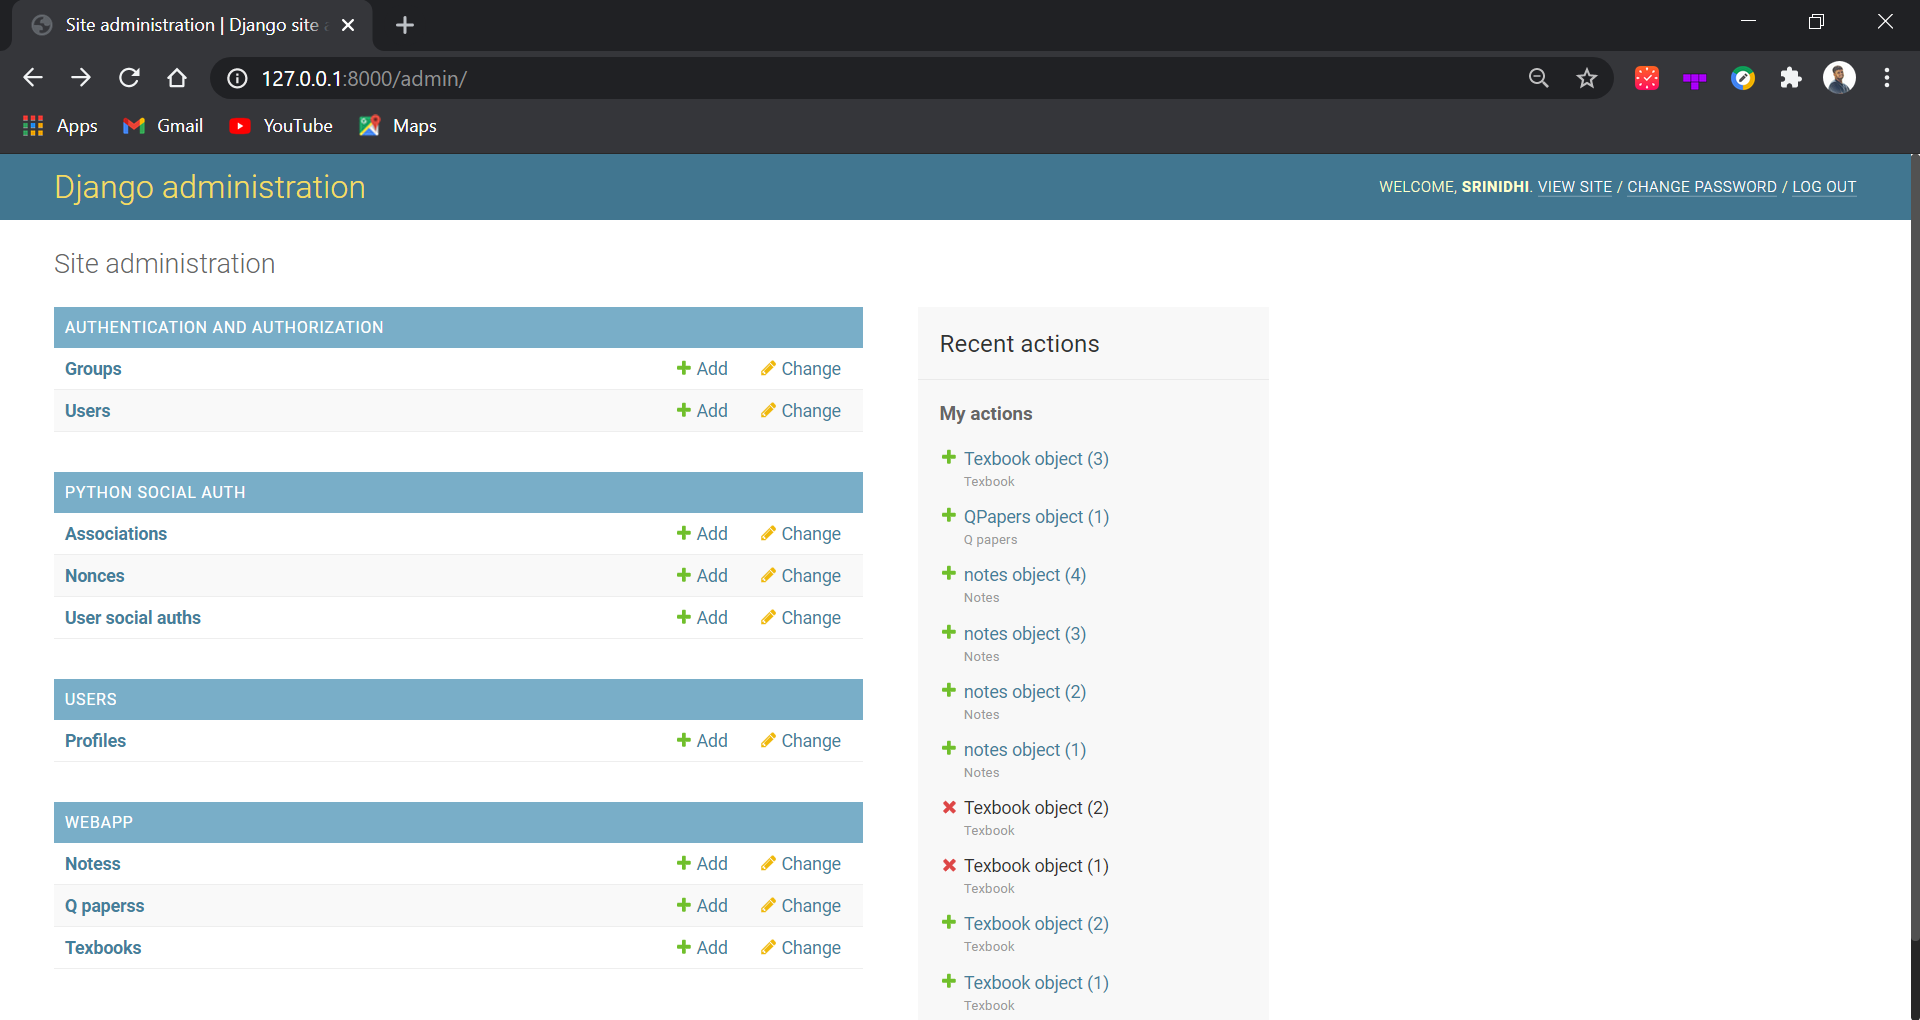 Site administration | Django site a
127.0.0.1:8000/admin/
Apps Gmail YouTube Maps
Django administration
WELCOME, SRINIDHI. VIEW SITE / CHANGE PASSWORD / LOG OUT
Site administration
AUTHENTICATION AND AUTHORIZATION
Groups Add Change
Users Add Change
PYTHON SOCIAL AUTH
Associations Add Change
Nonces Add Change
User social auths Add Change
USERS
Profiles Add Change
WEBAPP
Notess Add Change
Q paperss Add Change
Texbooks Add Change
Recent actions
My actions
Texbook object (3)
Texbook
QPapers object (1)
Q papers
notes object (4)
Notes
notes object (3)
Notes
notes object (2)
Notes
notes object (1)
Notes
Texbook object (2)
Texbook
Texbook object (1)
Texbook
Texbook object (2)
Texbook
Texbook object (1)
Texbook